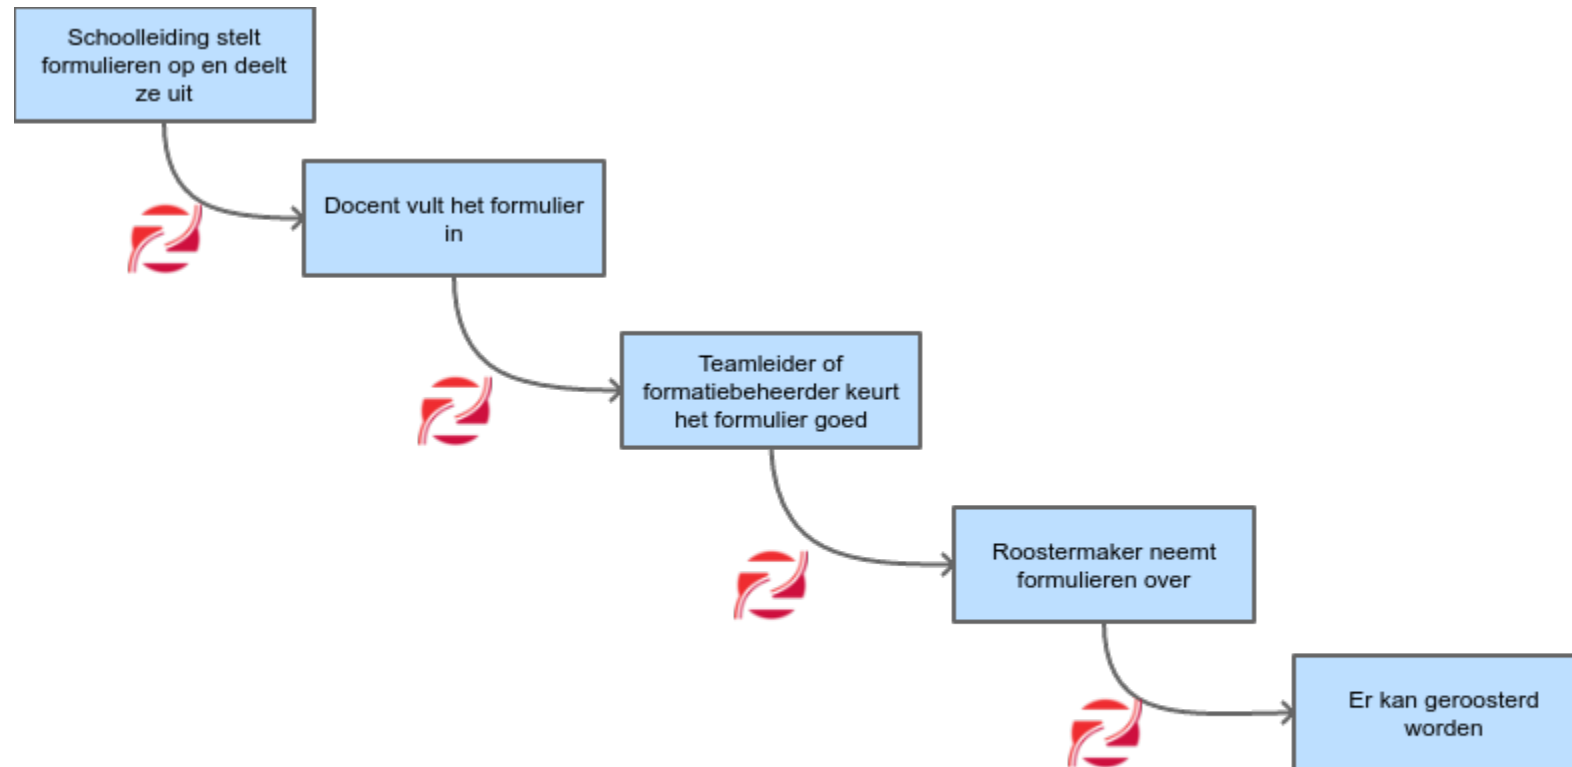 Schoolleiding stelt
formulieren op en deelt
ze uit
Docent vult het formulier
in
Teamleider of
formatiebeheerder keurt
het formulier goed
Roostermaker neemt
formulieren over
Er kan geroosterd
worden